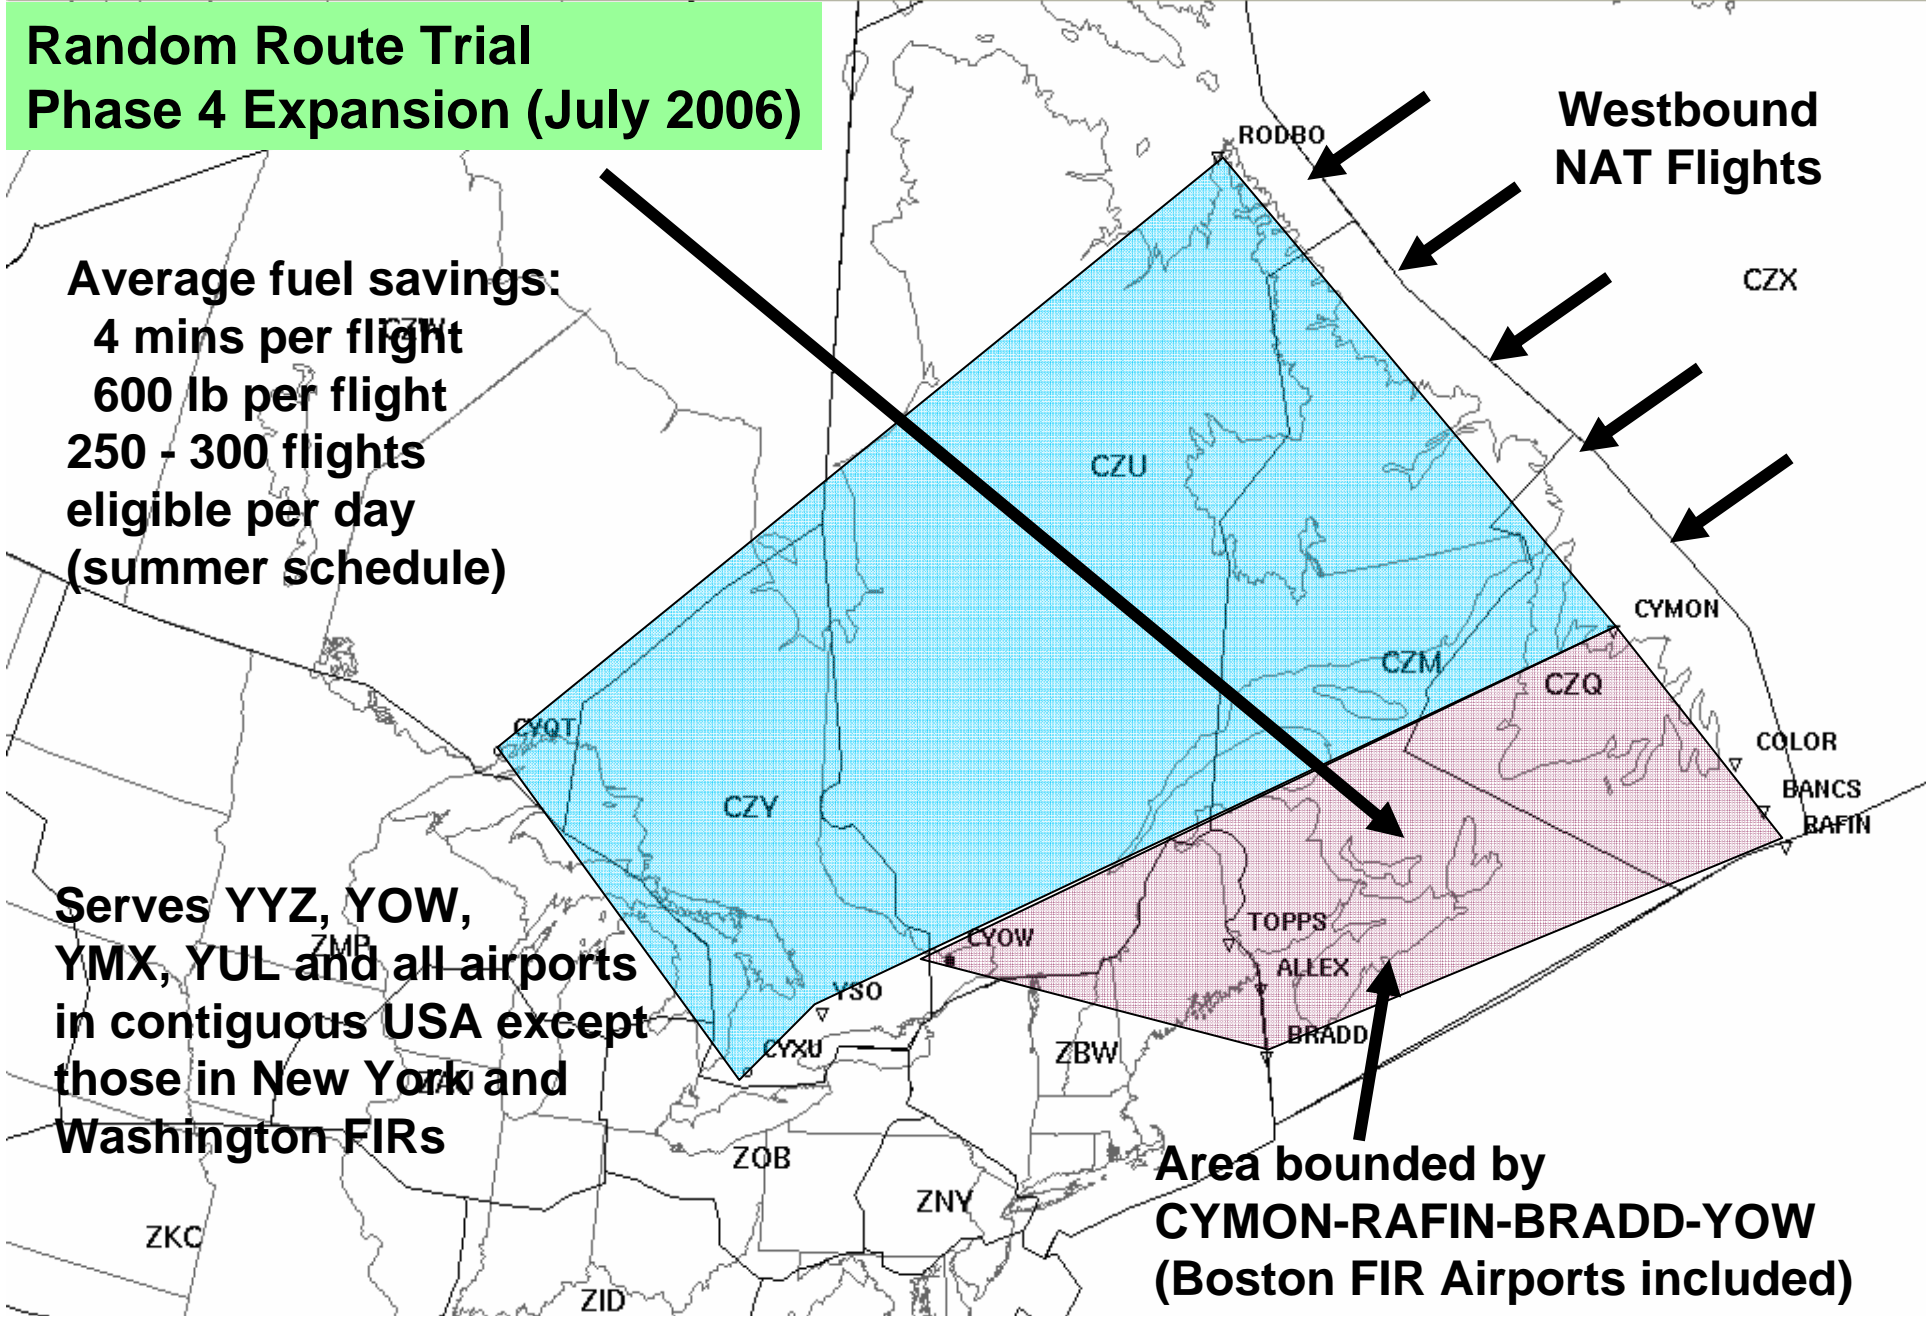 Random Route Trial
Phase 4 Expansion (July 2006)
Westbound
NAT Flights
RODBO
CZX
Average fuel savings:
4 mins per flight
600 lb per flight
250 - 300 flights
eligible per day
(summer schedule)
CZW
CZU
CYMON
CZM
CZQ
CYQT
COLOR
BANCS
RAFIN
CZY
Serves YYZ, YOW,
YMX, YUL and all airports
in contiguous USA except
those in New York and
Washington FIRs
ZMP
ZAU
CYOW
TOPPS
ALLEX
YSO
BRADD
CYXU
ZBW
ZOB
ZNY
ZKC
ZID
Area bounded by
CYMON-RAFIN-BRADD-YOW
(Boston FIR Airports included)